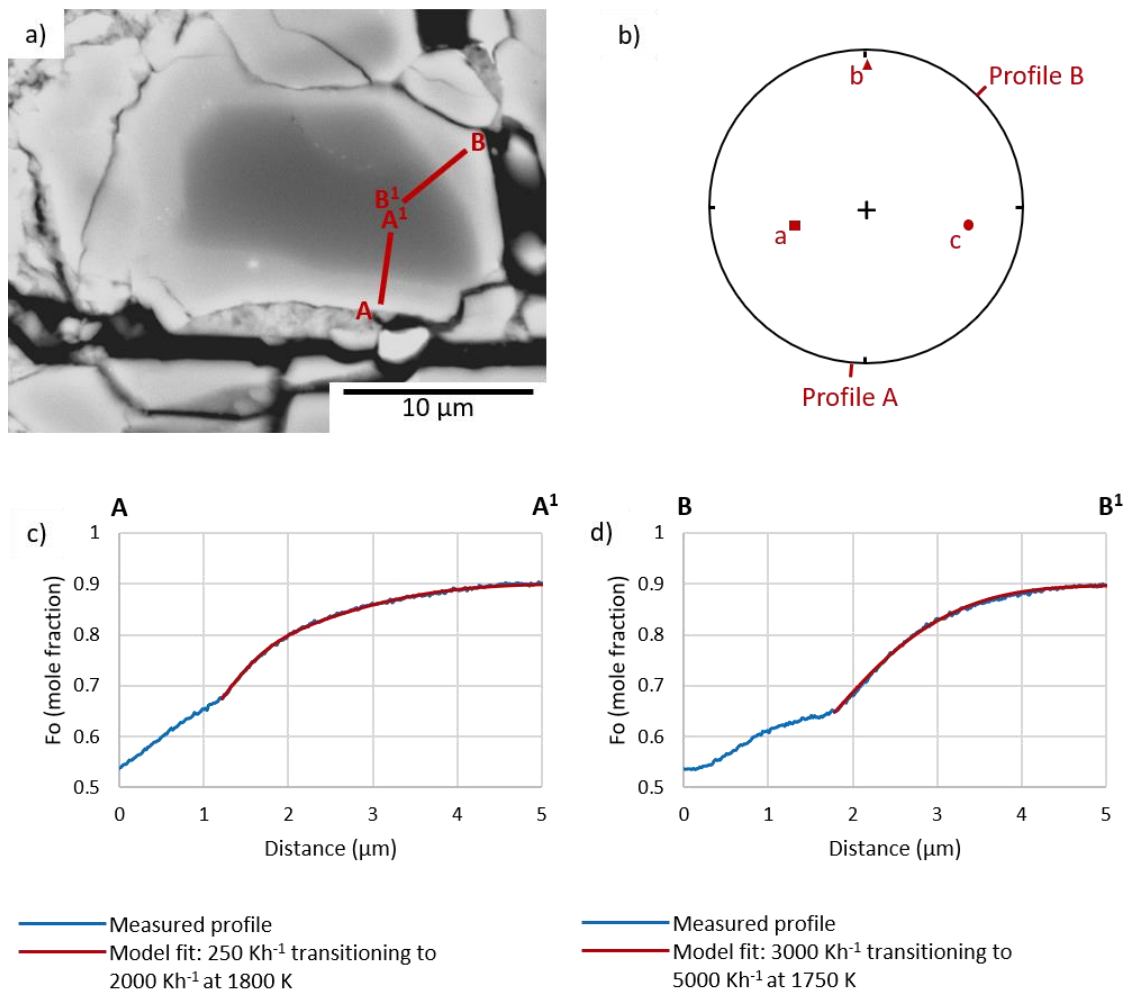 a)
B
B¹
A¹
A
10 µm
b)
b
Profile B
a
c
Profile A
c)
A
A¹
Fo (mole fraction)
1
0.9
0.8
0.7
0.6
0.5
0 1 2 3 4 5
Distance (µm)
d)
B
B¹
Fo (mole fraction)
1
0.9
0.8
0.7
0.6
0.5
0 1 2 3 4 5
Distance (µm)
Measured profile
Model fit: 250 Kh⁻¹ transitioning to
2000 Kh⁻¹ at 1800 K
Measured profile
Model fit: 3000 Kh⁻¹ transitioning to
5000 Kh⁻¹ at 1750 K